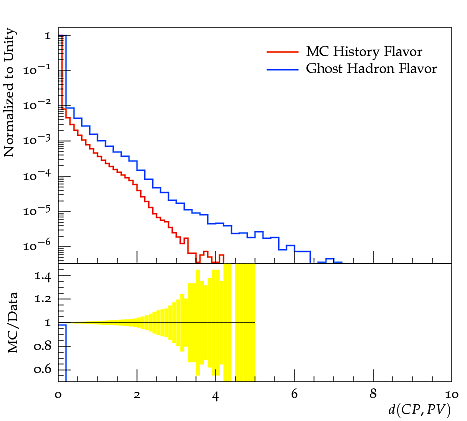 Normalized to Unity
1
10⁻¹
10⁻²
10⁻³
10⁻⁴
10⁻⁵
10⁻⁶
MC History Flavor
Ghost Hadron Flavor
MC/Data
1.4
1.2
1
0.8
0.6
0 2 4 6 8 10
d(CP, PV)